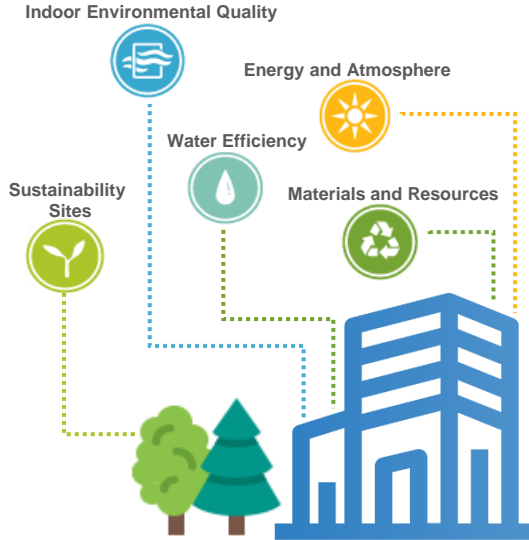 Indoor Environmental Quality
Energy and Atmosphere
Water Efficiency
Sustainability
Sites
Materials and Resources